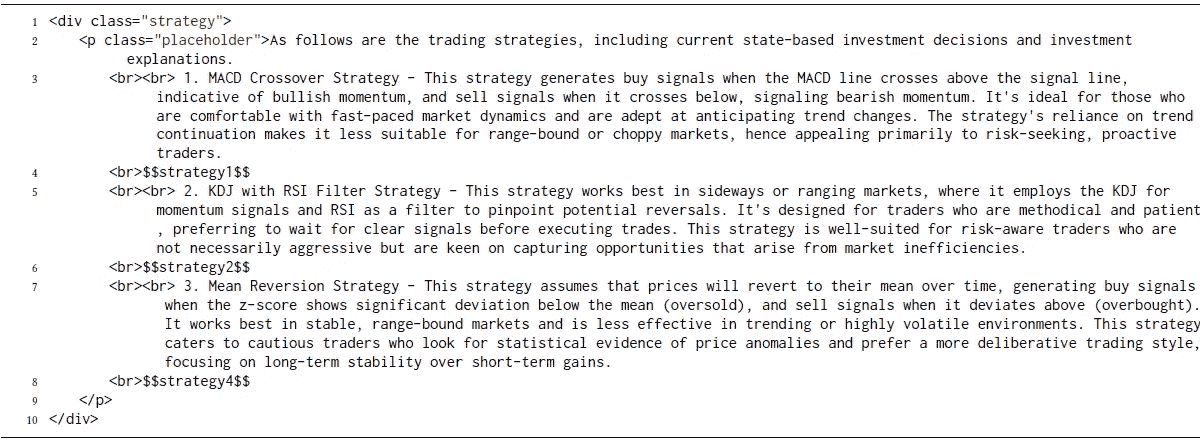 1 <div class="strategy">
2 <p class="placeholder">As follows are the trading strategies, including current state-based investment decisions and investment
explanations.
3 <br><br> 1. MACD Crossover Strategy - This strategy generates buy signals when the MACD line crosses above the signal line,
indicative of bullish momentum, and sell signals when it crosses below, signaling bearish momentum. It's ideal for those who
are comfortable with fast-paced market dynamics and are adept at anticipating trend changes. The strategy's reliance on trend
continuation makes it less suitable for range-bound or choppy markets, hence appealing primarily to risk-seeking, proactive
traders.
4 <br>$$strategy1$$
5 <br><br> 2. KDJ with RSI Filter Strategy - This strategy works best in sideways or ranging markets, where it employs the KDJ for
momentum signals and RSI as a filter to pinpoint potential reversals. It's designed for traders who are methodical and patient
, preferring to wait for clear signals before executing trades. This strategy is well-suited for risk-aware traders who are
not necessarily aggressive but are keen on capturing opportunities that arise from market inefficiencies.
6 <br>$$strategy2$$
7 <br><br> 3. Mean Reversion Strategy - This strategy assumes that prices will revert to their mean over time, generating buy signals
when the z-score shows significant deviation below the mean (oversold), and sell signals when it deviates above (overbought).
It works best in stable, range-bound markets and is less effective in trending or highly volatile environments. This strategy
caters to cautious traders who look for statistical evidence of price anomalies and prefer a more deliberative trading style,
focusing on long-term stability over short-term gains.
8 <br>$$strategy4$$
9 </p>
10 </div>